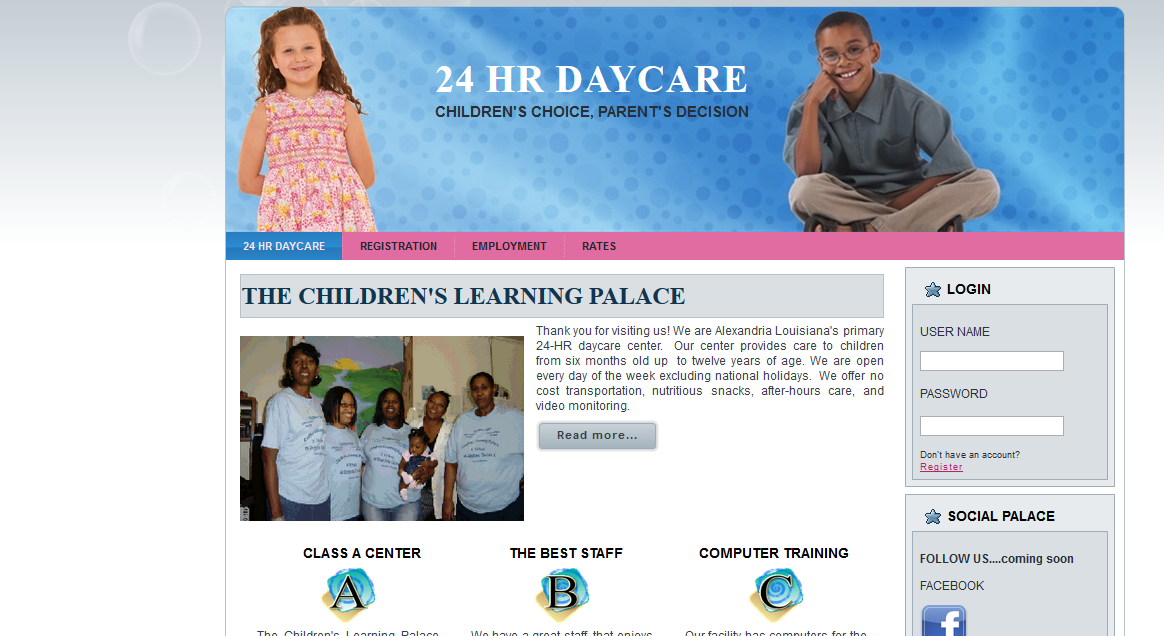 24 HR DAYCARE
CHILDREN'S CHOICE, PARENT'S DECISION
24 HR DAYCARE
REGISTRATION
EMPLOYMENT
RATES
THE CHILDREN'S LEARNING PALACE
Thank you for visiting us! We are Alexandria Louisiana's primary
24-HR daycare center. Our center provides care to children
from six months old up to twelve years of age. We are open
every day of the week excluding national holidays. We offer no
cost transportation, nutritious snacks, after-hours care, and
video monitoring.
Read more...
CLASS A CENTER
THE BEST STAFF
COMPUTER TRAINING
A
B
C
The Children's Learning Palace
We have a great staff that enjoys
Our facility has computers for the
LOGIN
USER NAME
PASSWORD
Don't have an account?
Register
SOCIAL PALACE
FOLLOW US....coming soon
FACEBOOK
f